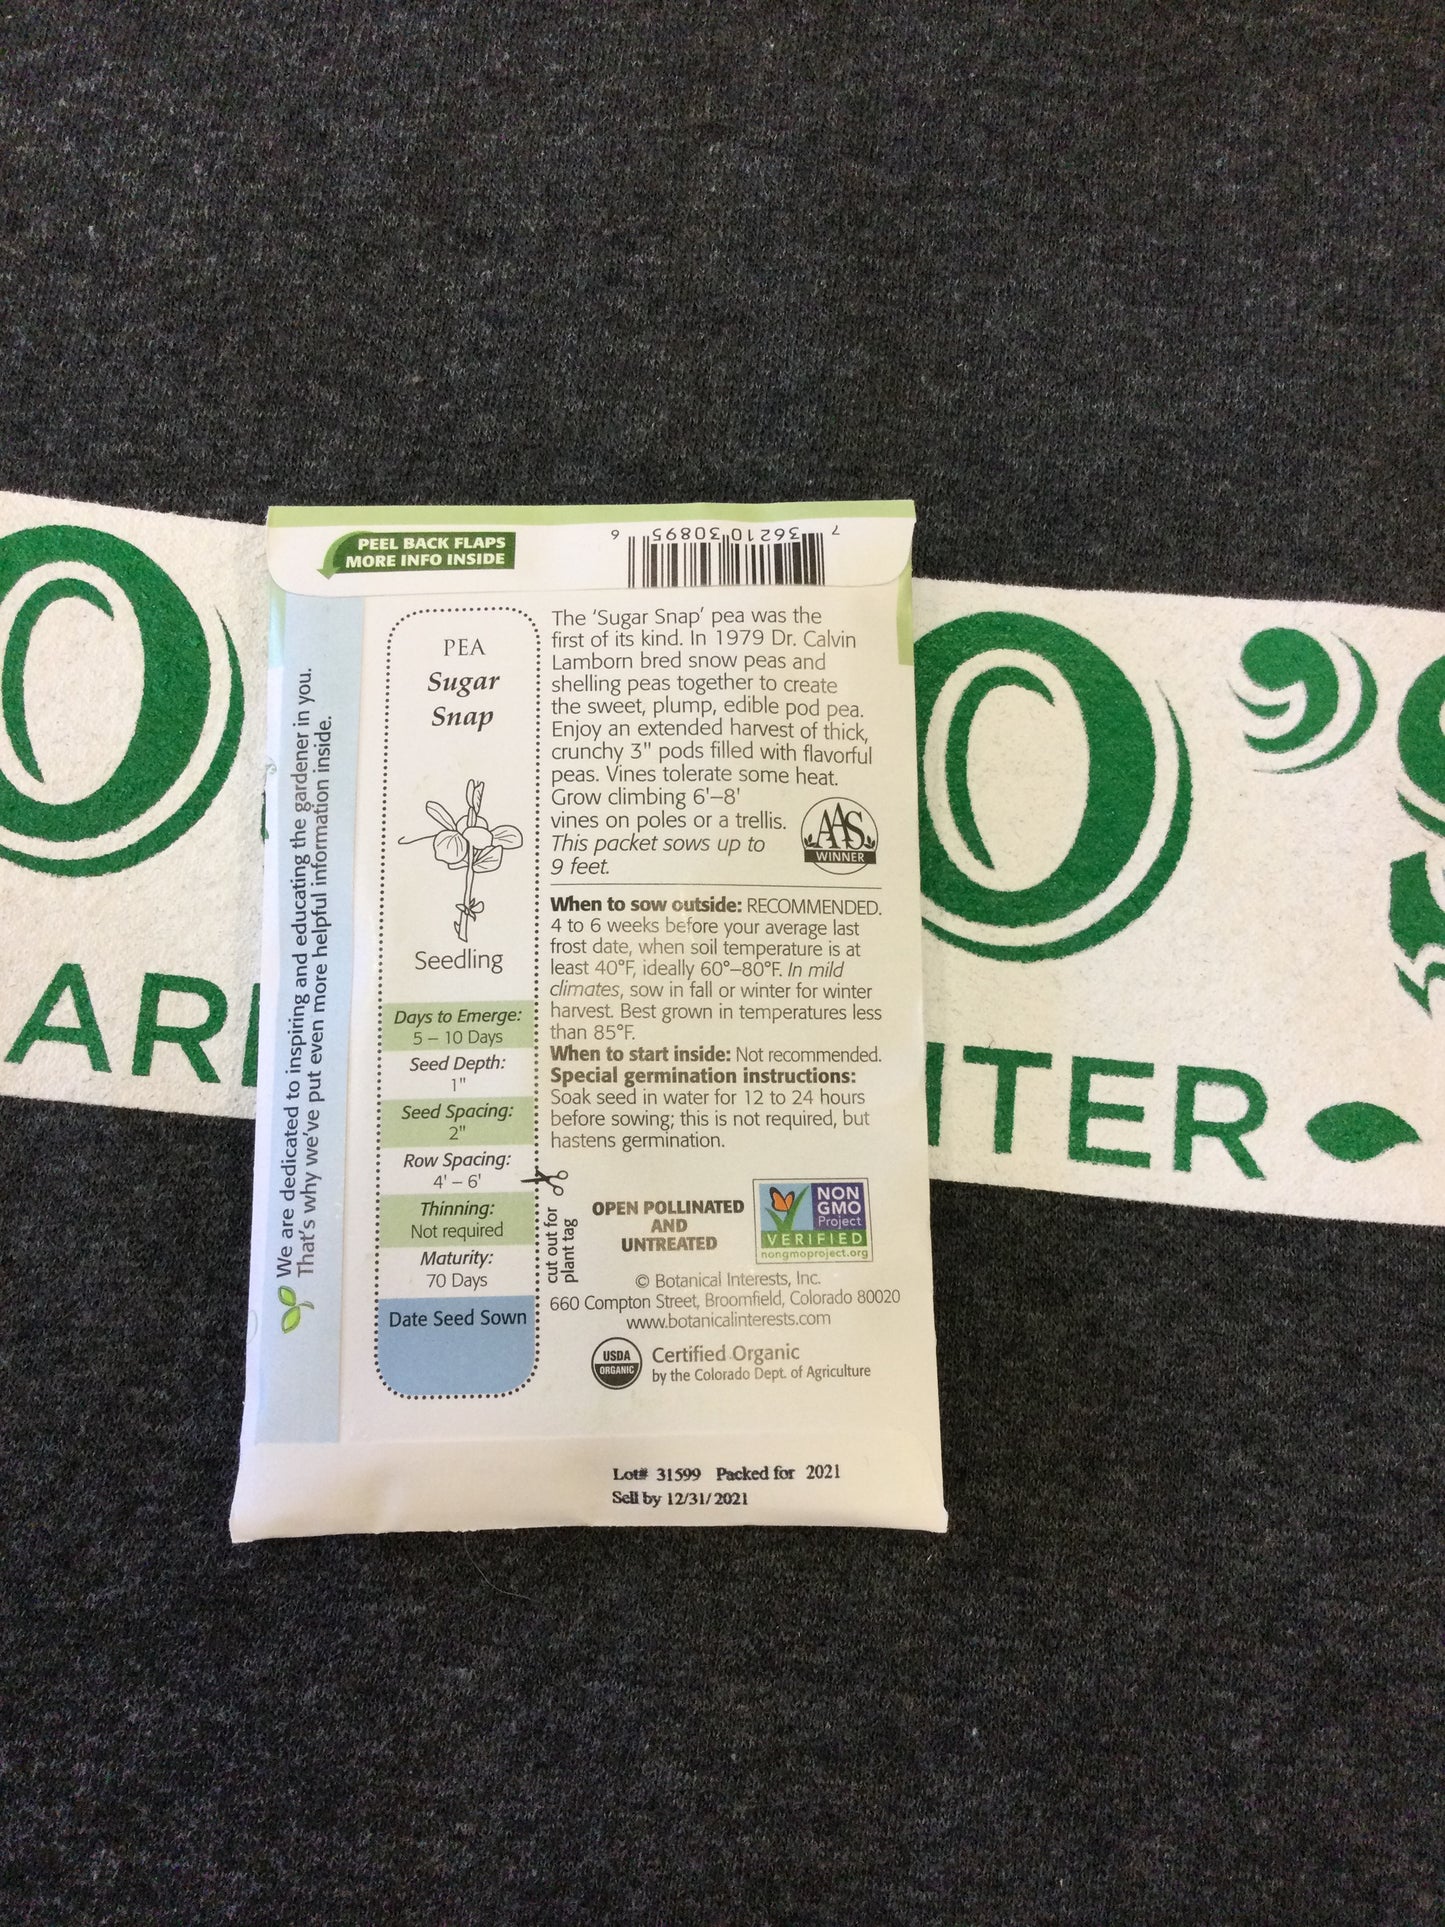 PEEL BACK FLAPS
MORE INFO INSIDE
7 36210 30895 6
We are dedicated to inspiring and educating the gardener in you.
That's why we've put even more helpful information inside.
PEA
Sugar
Snap
Seedling
Days to Emerge:
5 – 10 Days
Seed Depth:
1"
Seed Spacing:
2"
Row Spacing:
4' – 6'
Thinning:
Not required
Maturity:
70 Days
Date Seed Sown
cut out for
plant tag
The 'Sugar Snap' pea was the
first of its kind. In 1979 Dr. Calvin
Lamborn bred snow peas and
shelling peas together to create
the sweet, plump, edible pod pea.
Enjoy an extended harvest of thick,
crunchy 3" pods filled with flavorful
peas. Vines tolerate some heat.
Grow climbing 6'–8'
vines on poles or a trellis.
This packet sows up to
9 feet.
AAS
WINNER
When to sow outside: RECOMMENDED.
4 to 6 weeks before your average last
frost date, when soil temperature is at
least 40°F, ideally 60°–80°F. In mild
climates, sow in fall or winter for winter
harvest. Best grown in temperatures less
than 85°F.
When to start inside: Not recommended.
Special germination instructions:
Soak seed in water for 12 to 24 hours
before sowing; this is not required, but
hastens germination.
OPEN POLLINATED
AND
UNTREATED
NON
GMO
Project
VERIFIED
nongmoproject.org
© Botanical Interests, Inc.
660 Compton Street, Broomfield, Colorado 80020
www.botanicalinterests.com
USDA
ORGANIC
Certified Organic
by the Colorado Dept. of Agriculture
Lot# 31599 Packed for 2021
Sell by 12/31/2021
O
O's
AR
TER